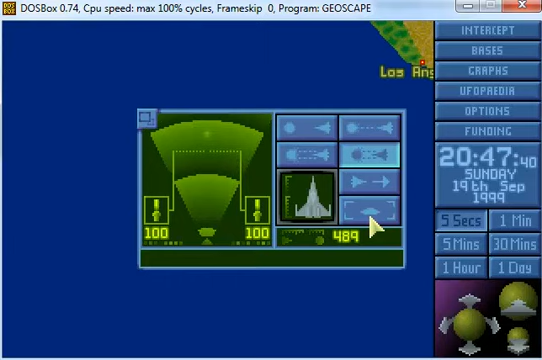 DOSBox 0.74, Cpu speed: max 100% cycles, Frameskip 0, Program: GEOSCAPE
INTERCEPT
BASES
GRAPHS
UFOPAEDIA
OPTIONS
FUNDING
Los Ang
20:47:40
SUNDAY
19th Sep
1999
5 Secs 1 Min
5 Mins 30 Mins
1 Hour 1 Day
100 100
489